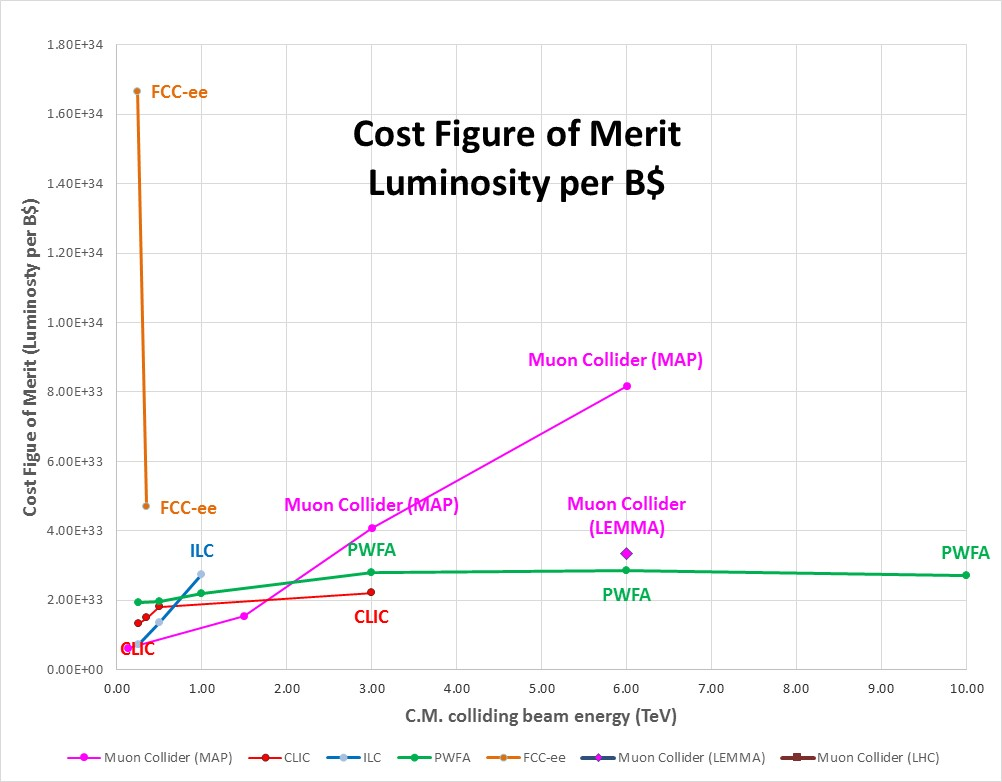 Cost Figure of Merit
Luminosity per B$
1.80E+34
1.60E+34
1.40E+34
1.20E+34
1.00E+34
8.00E+33
6.00E+33
4.00E+33
2.00E+33
0.00E+00
Cost Figue of Merit (Luminosty per B$)
FCC-ee
FCC-ee
Muon Collider (MAP)
Muon Collider (MAP)
Muon Collider
(LEMMA)
ILC
PWFA
PWFA
PWFA
CLIC
CLIC
0.00 1.00 2.00 3.00 4.00 5.00 6.00 7.00 8.00 9.00 10.00
C.M. colliding beam energy (TeV)
Muon Collider (MAP) CLIC ILC PWFA FCC-ee Muon Collider (LEMMA) Muon Collider (LHC)